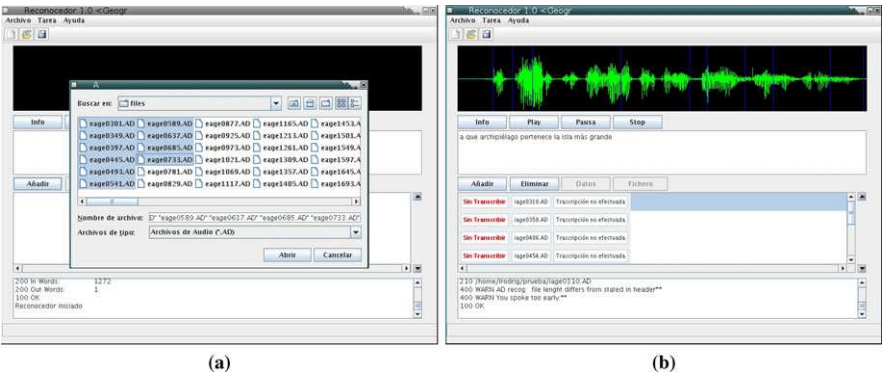 Reconocedor 1.0 <Geogr
Archivo Tarea Ayuda
A
Buscar en: files
eage0301.AD eage0589.AD eage0877.AD eage1165.AD eage1453.A
eage0349.AD eage0637.AD eage0925.AD eage1213.AD eage1501.A
eage0397.AD eage0685.AD eage0973.AD eage1261.AD eage1549.A
eage0445.AD eage0733.AD eage1021.AD eage1309.AD eage1597.A
eage0493.AD eage0781.AD eage1069.AD eage1357.AD eage1645.A
eage0541.AD eage0829.AD eage1117.AD eage1405.AD eage1693.A
Nombre de archivo: D" "eage0589.AD" "eage0637.AD" "eage0685.AD" "eage0733.AD"
Archivos de tipo: Archivos de Audio (*.AD)
Abrir Cancelar
Info
Añadir
200 In Words: 1272
200 Out Words: 1
100 OK
Reconocedor iniciado
(a)
Reconocedor 1.0 <Geogr
Archivo Tarea Ayuda
Info Play Pausa Stop
a que archipiélago pertenece la isla más grande
Añadir Eliminar Datos Fichero
Sin Transcribir iage0310.AD Trascripción no efectuada
Sin Transcribir iage0358.AD Trascripción no efectuada
Sin Transcribir iage0406.AD Trascripción no efectuada
Sin Transcribir iage0454.AD Trascripción no efectuada
210 /home/lrodrig/prueba/iage0310.AD
400 WARN AD recog file lenght differs from stated in header**
400 WARN You spoke too early.**
100 OK
(b)